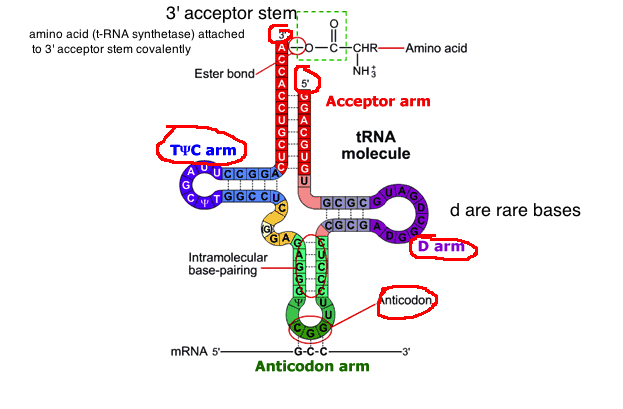 3' acceptor stem
amino acid (t-RNA synthetase) attached
to 3' acceptor stem covalently
3'
O
O
C
CHR
Amino acid
NH3+
Ester bond
5'
Acceptor arm
A
C
C
A
C
C
U
G
C
U
C
G
G
A
C
G
U
G
U
TΨC arm
tRNA
molecule
U U C C G G A
A
G
C
Ψ T G G C C U
C
G
G A
G C G C G U A G D C
C G C G A D G G
d are rare bases
D arm
Intramolecular
base-pairing
G
A
G
G
G
Ψ
C
U
C
C
C
U
U
C G G
Anticodon
mRNA 5' G-C-C 3'
Anticodon arm